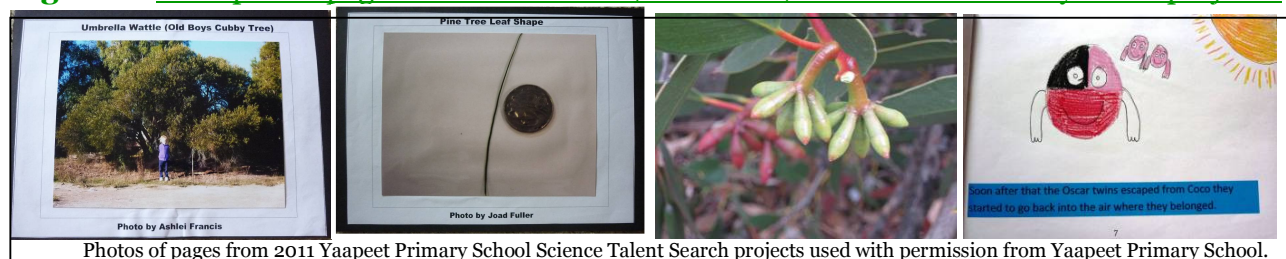 Umbrella Wattle (Old Boys Cubby Tree)
Photo by Ashlei Francis
Pine Tree Leaf Shape
Photo by Joad Fuller
Soon after that the Oscar twins escaped from Coco they
started to go back into the air where they belonged.
7
Photos of pages from 2011 Yaapeet Primary School Science Talent Search projects used with permission from Yaapeet Primary School.